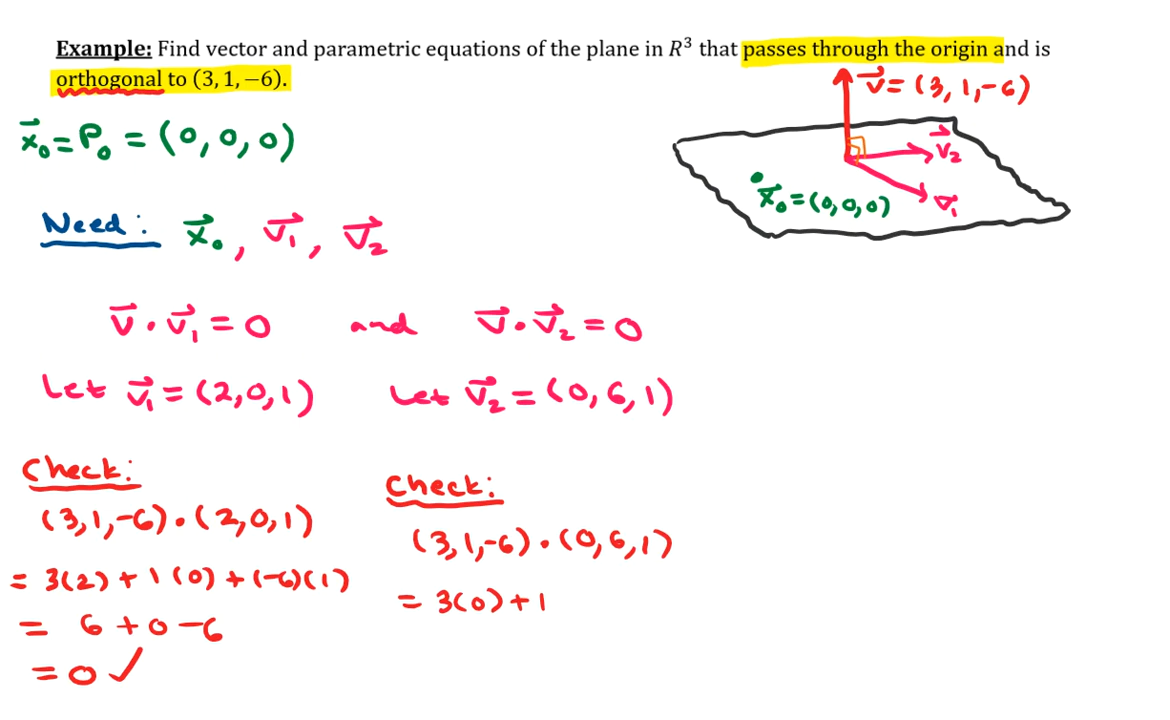 Example: Find vector and parametric equations of the plane in R³ that passes through the origin and is
orthogonal to (3, 1, −6).
v⃗ = (3, 1, -6)
x⃗₀ = P₀ = (0, 0, 0)
v⃗₂
x⃗₀ = (0, 0, 0)
v⃗₁
Need: x⃗₀, v⃗₁, v⃗₂
v⃗ · v⃗₁ = 0 and v⃗ · v⃗₂ = 0
Let v⃗₁ = (2, 0, 1) Let v⃗₂ = (0, 6, 1)
Check:
(3, 1, -6) · (2, 0, 1)
= 3(2) + 1(0) + (-6)(1)
= 6 + 0 - 6
= 0 ✓
Check:
(3, 1, -6) · (0, 6, 1)
= 3(0) + 1